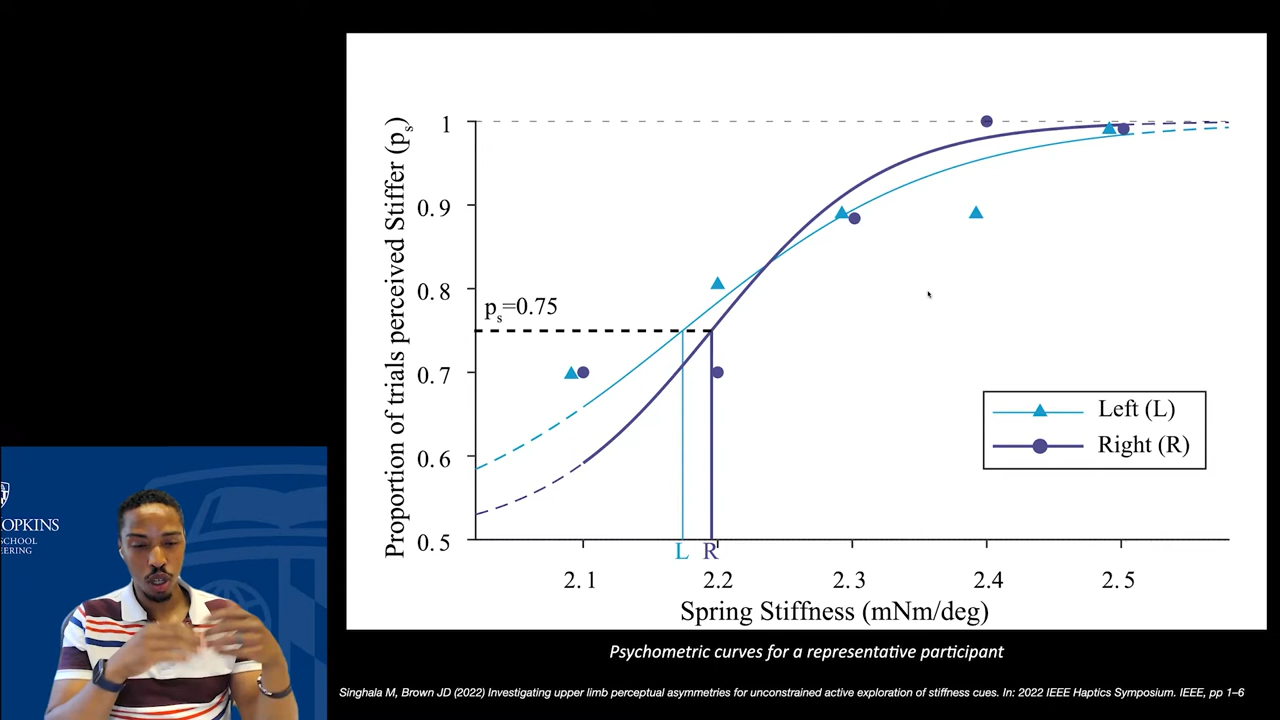 Proportion of trials perceived Stiffer (ps)
1
0.9
0.8
0.7
0.6
0.5
ps=0.75
Left (L)
Right (R)
L R
2.1 2.2 2.3 2.4 2.5
Spring Stiffness (mNm/deg)
Psychometric curves for a representative participant
Singhala M, Brown JD (2022) Investigating upper limb perceptual asymmetries for unconstrained active exploration of stiffness cues. In: 2022 IEEE Haptics Symposium. IEEE, pp 1–6
OPKINS
SCHOOL
EERING